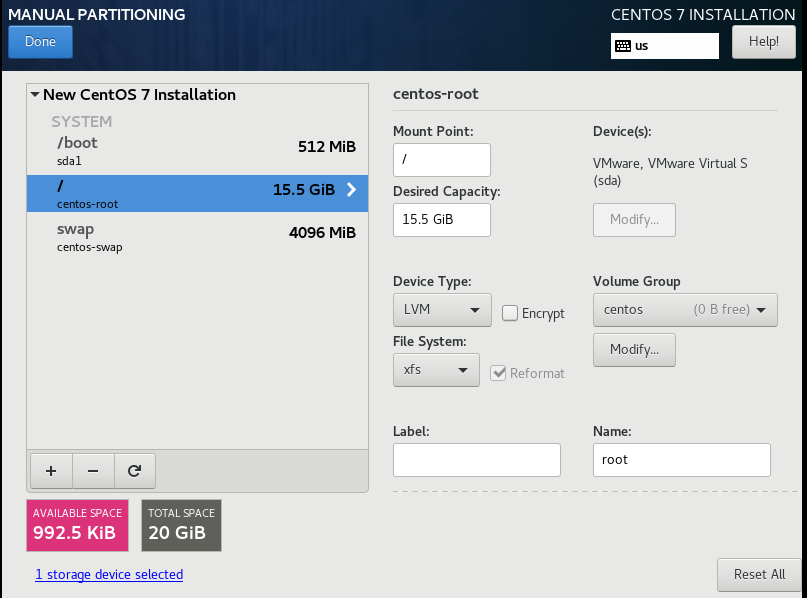 MANUAL PARTITIONING
CENTOS 7 INSTALLATION
Done
us
Help!
New CentOS 7 Installation
SYSTEM
/boot
512 MiB
sda1
/
15.5 GiB
centos-root
swap
4096 MiB
centos-swap
+ −
AVAILABLE SPACE
992.5 KiB
TOTAL SPACE
20 GiB
1 storage device selected
centos-root
Mount Point:
/
Desired Capacity:
15.5 GiB
Device(s):
VMware, VMware Virtual S
(sda)
Modify...
Device Type:
LVM
Encrypt
File System:
xfs
Reformat
Volume Group
centos (0 B free)
Modify...
Label:
Name:
root
Reset All